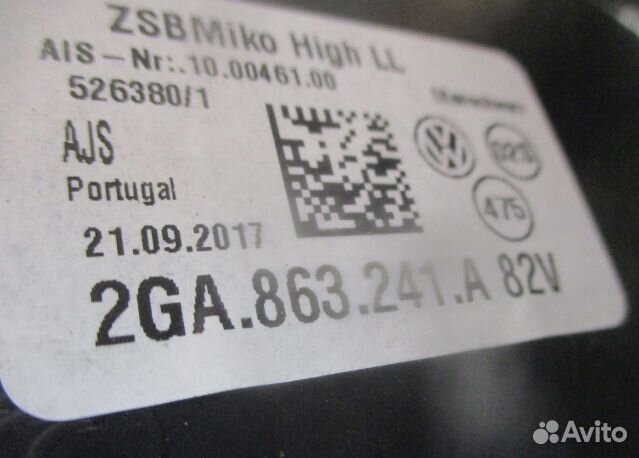 ZSBMiko High LL
AIS-Nr:.10.00461.00
526380/1
AJS
Portugal
21.09.2017
023
475
2GA.863.241.A 82V
Avito